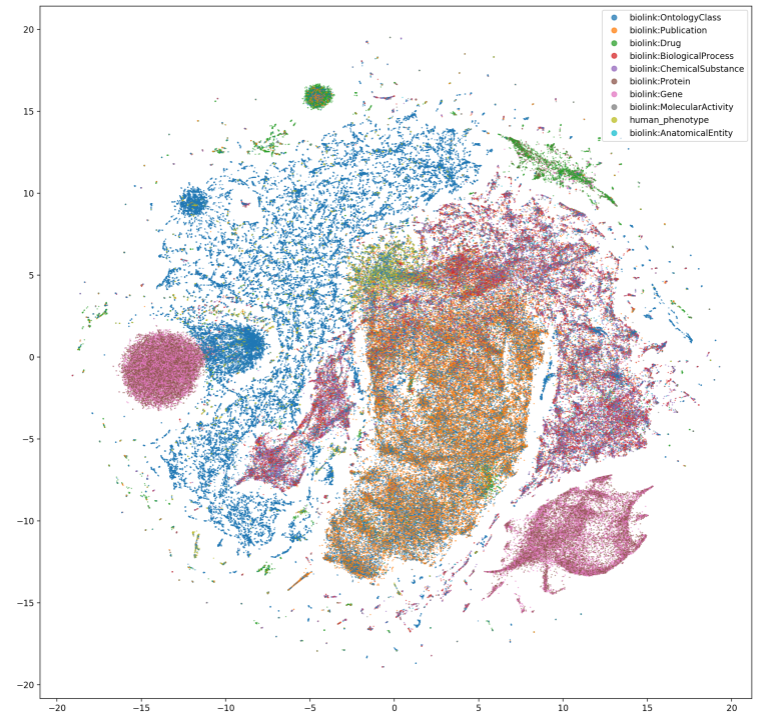 biolink:OntologyClass
biolink:Publication
biolink:Drug
biolink:BiologicalProcess
biolink:ChemicalSubstance
biolink:Protein
biolink:Gene
biolink:MolecularActivity
human_phenotype
biolink:AnatomicalEntity
20
15
10
5
0
−5
−10
−15
−20
−20 −15 −10 −5 0 5 10 15 20